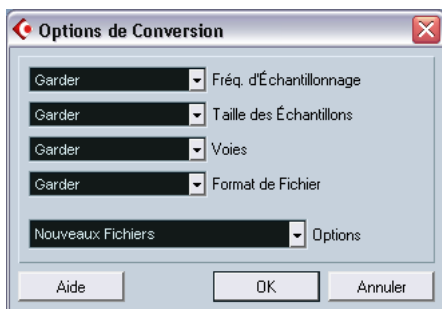 Options de Conversion
Garder Fréq. d'Échantillonnage
Garder Taille des Échantillons
Garder Voies
Garder Format de Fichier
Nouveaux Fichiers Options
Aide OK Annuler